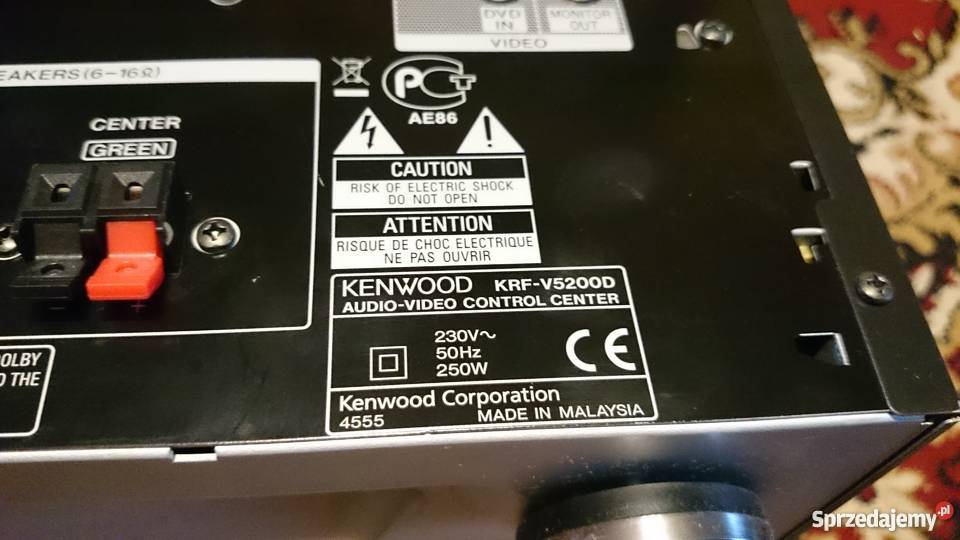 DVD IN
MONITOR OUT
VIDEO
EAKERS (6–16Ω)
CENTER
GREEN
PCT
AE86
CAUTION
RISK OF ELECTRIC SHOCK
DO NOT OPEN
ATTENTION
RISQUE DE CHOC ELECTRIQUE
NE PAS OUVRIR
KENWOOD KRF-V5200D
AUDIO-VIDEO CONTROL CENTER
230V~
50Hz
250W
CE
Kenwood Corporation
4555 MADE IN MALAYSIA
OLBY
D THE
− +
Sprzedajemy.pl